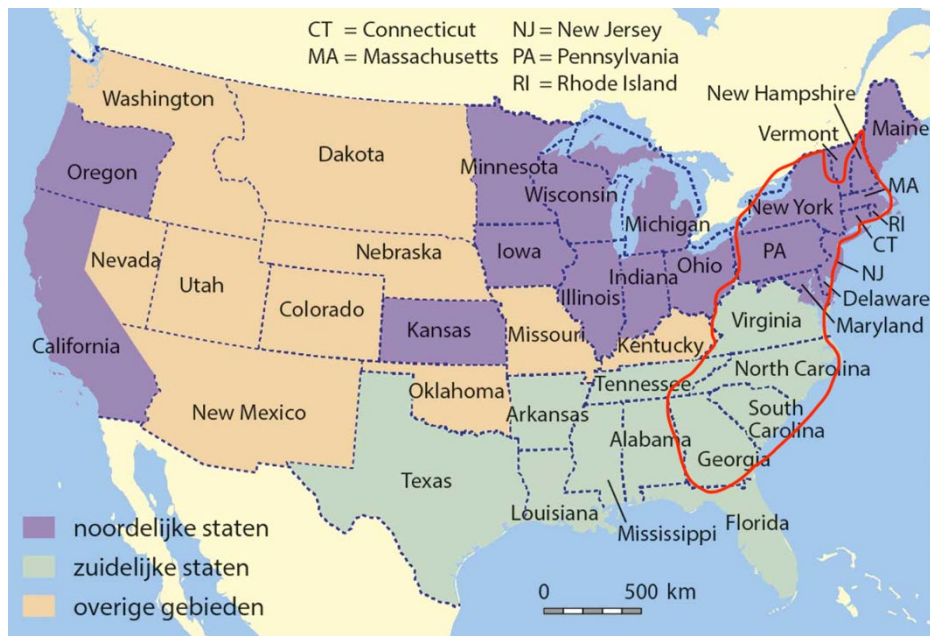 CT = Connecticut
NJ = New Jersey
MA = Massachusetts
PA = Pennsylvania
RI = Rhode Island
New Hampshire
Vermont
Maine
Washington
Dakota
Minnesota
Oregon
Wisconsin
MA
New York
Michigan
RI
CT
Iowa
PA
Nebraska
Nevada
Ohio
NJ
Indiana
Utah
Illinois
Delaware
Colorado
Virginia
Maryland
Kansas
Missouri
California
Kentucky
North Carolina
Tennessee
Oklahoma
New Mexico
Arkansas
South
Carolina
Alabama
Georgia
Texas
Louisiana
Mississippi
Florida
noordelijke staten
zuidelijke staten
overige gebieden
0 500 km